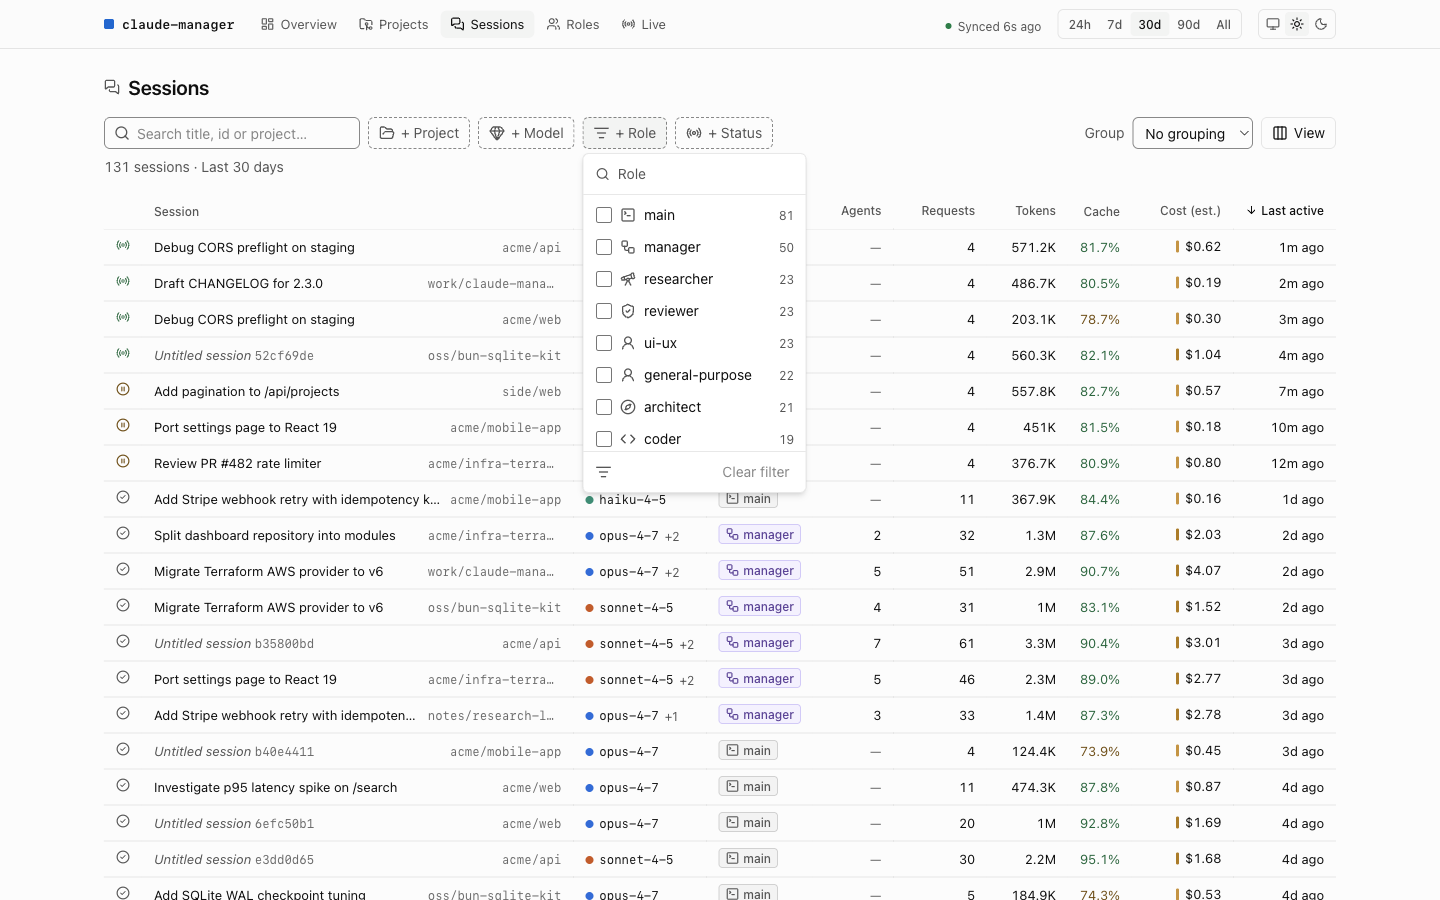 claude-manager Overview Projects Sessions Roles Live Synced 6s ago 24h 7d 30d 90d All
Sessions
Search title, id or project... + Project + Model + Role + Status Group No grouping View
131 sessions · Last 30 days
Role
main 81
manager 50
researcher 23
reviewer 23
ui-ux 23
general-purpose 22
architect 21
coder 19
Clear filter
Session Agents Requests Tokens Cache Cost (est.) ↓ Last active
Debug CORS preflight on staging acme/api — 4 571.2K 81.7% $0.62 1m ago
Draft CHANGELOG for 2.3.0 work/claude-mana… — 4 486.7K 80.5% $0.19 2m ago
Debug CORS preflight on staging acme/web — 4 203.1K 78.7% $0.30 3m ago
Untitled session 52cf69de oss/bun-sqlite-kit — 4 560.3K 82.1% $1.04 4m ago
Add pagination to /api/projects side/web — 4 557.8K 82.7% $0.57 7m ago
Port settings page to React 19 acme/mobile-app — 4 451K 81.5% $0.18 10m ago
Review PR #482 rate limiter acme/infra-terra… — 4 376.7K 80.9% $0.80 12m ago
Add Stripe webhook retry with idempotency k… acme/mobile-app haiku-4-5 main — 11 367.9K 84.4% $0.16 1d ago
Split dashboard repository into modules acme/infra-terra… opus-4-7 +2 manager 2 32 1.3M 87.6% $2.03 2d ago
Migrate Terraform AWS provider to v6 work/claude-mana… opus-4-7 +2 manager 5 51 2.9M 90.7% $4.07 2d ago
Migrate Terraform AWS provider to v6 oss/bun-sqlite-kit sonnet-4-5 manager 4 31 1M 83.1% $1.52 2d ago
Untitled session b35800bd acme/api sonnet-4-5 +2 manager 7 61 3.3M 90.4% $3.01 3d ago
Port settings page to React 19 acme/infra-terra… sonnet-4-5 +2 manager 5 46 2.3M 89.0% $2.77 3d ago
Add Stripe webhook retry with idempoten… notes/research-l… opus-4-7 +1 manager 3 33 1.4M 87.3% $2.78 3d ago
Untitled session b40e4411 acme/mobile-app opus-4-7 main — 4 124.4K 73.9% $0.45 3d ago
Investigate p95 latency spike on /search acme/web opus-4-7 main — 11 474.3K 87.8% $0.87 4d ago
Untitled session 6efc50b1 acme/web opus-4-7 main — 20 1M 92.8% $1.69 4d ago
Untitled session e3dd0d65 acme/api sonnet-4-5 main — 30 2.2M 95.1% $1.68 4d ago
Add SQLite WAL checkpoint tuning oss/bun-sqlite-kit opus-4-7 main — 5 184.9K 74.3% $0.53 4d ago